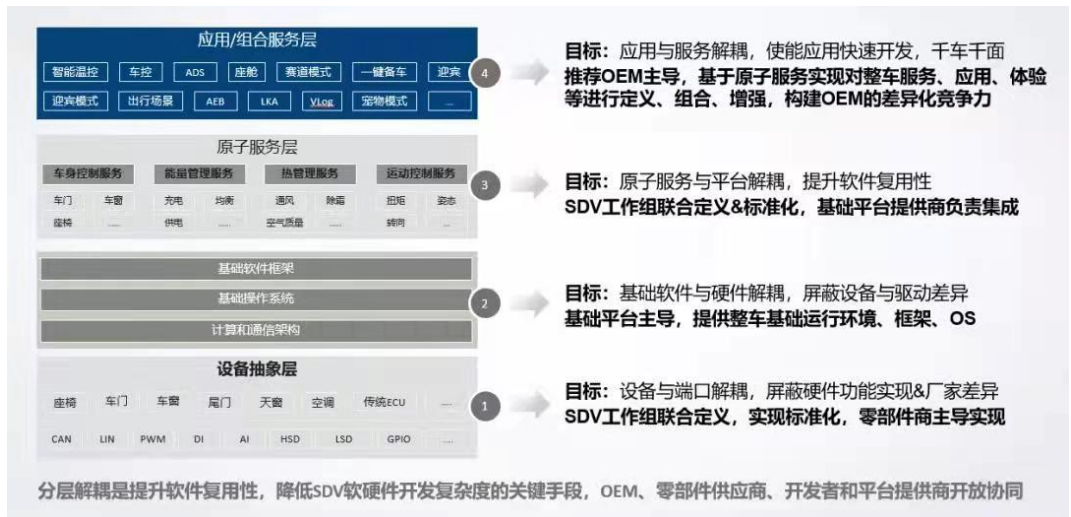 应用/组合服务层
智能温控 车控 ADS 座舱 赛道模式 一键备车 迎宾
迎宾模式 出行场景 AEB LKA VLog 宠物模式 ...
4
目标：应用与服务解耦，使能应用快速开发，千车千面
推荐OEM主导，基于原子服务实现对整车服务、应用、体验
等进行定义、组合、增强，构建OEM的差异化竞争力
原子服务层
车身控制服务 能量管理服务 热管理服务 运动控制服务
车门 车窗 充电 均衡 通风 除霜 扭矩 姿态
座椅 ...... 供电 ...... 空气质量 ...... 转向 ...
3
目标：原子服务与平台解耦，提升软件复用性
SDV工作组联合定义&标准化，基础平台提供商负责集成
基础软件框架
基础操作系统
计算和通信架构
2
目标：基础软件与硬件解耦，屏蔽设备与驱动差异
基础平台主导，提供整车基础运行环境、框架、OS
设备抽象层
座椅 车门 车窗 尾门 天窗 空调 传统ECU ......
CAN LIN PWM DI AI HSD LSD GPIO ......
1
目标：设备与端口解耦，屏蔽硬件功能实现&厂家差异
SDV工作组联合定义，实现标准化，零部件商主导实现
分层解耦是提升软件复用性，降低SDV软硬件开发复杂度的关键手段，OEM、零部件供应商、开发者和平台提供商开放协同